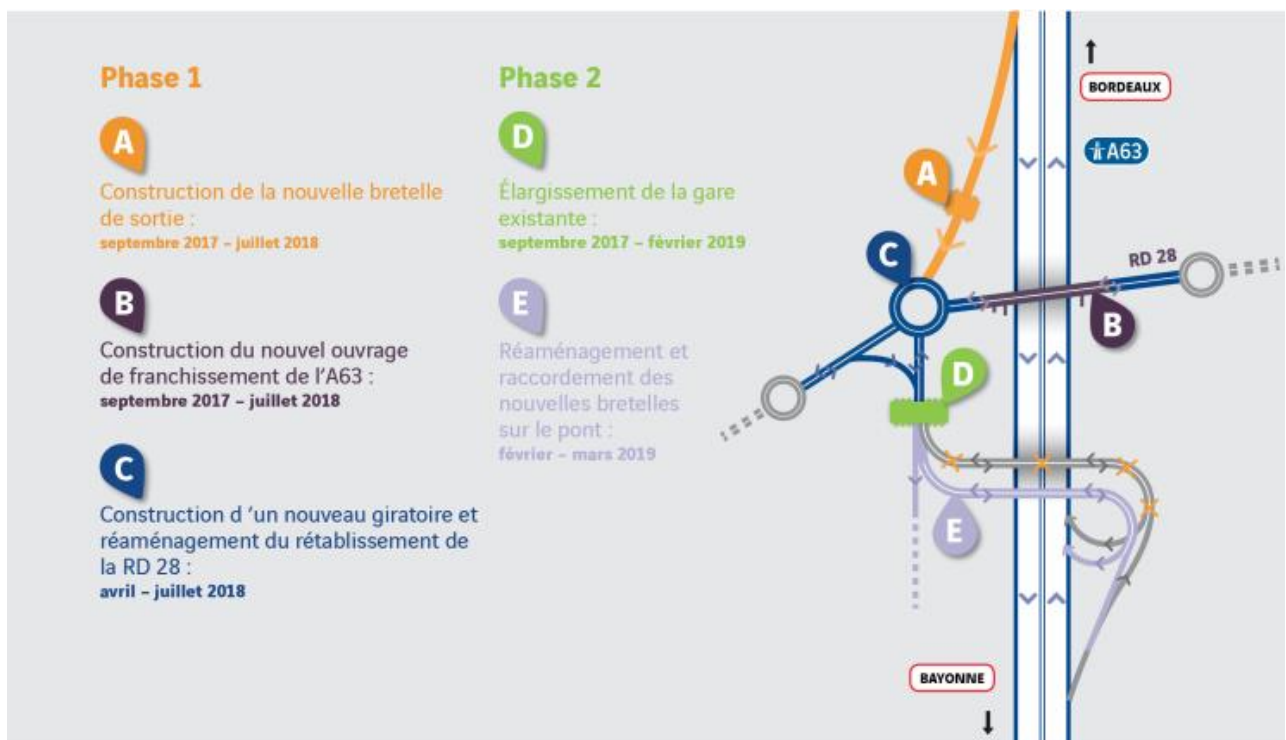 Phase 1
A
Construction de la nouvelle bretelle
de sortie :
septembre 2017 – juillet 2018
B
Construction du nouvel ouvrage
de franchissement de l'A63 :
septembre 2017 – juillet 2018
C
Construction d 'un nouveau giratoire et
réaménagement du rétablissement de
la RD 28 :
avril – juillet 2018
Phase 2
D
Élargissement de la gare
existante :
septembre 2017 – février 2019
E
Réaménagement et
raccordement des
nouvelles bretelles
sur le pont :
février – mars 2019
BORDEAUX
A63
A
C
RD 28
B
D
E
BAYONNE